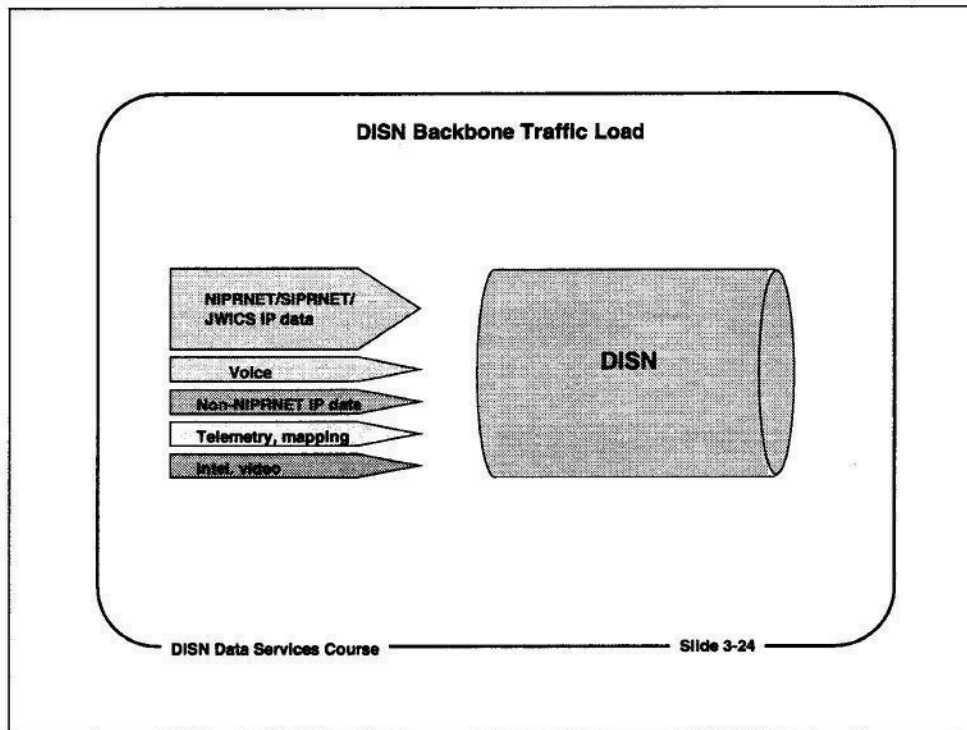 DISN Backbone Traffic Load
NIPRNET/SIPRNET/
JWICS IP data
Voice
Non-NIPRNET IP data
Telemetry, mapping
Intel. video
DISN
DISN Data Services Course
Slide 3-24